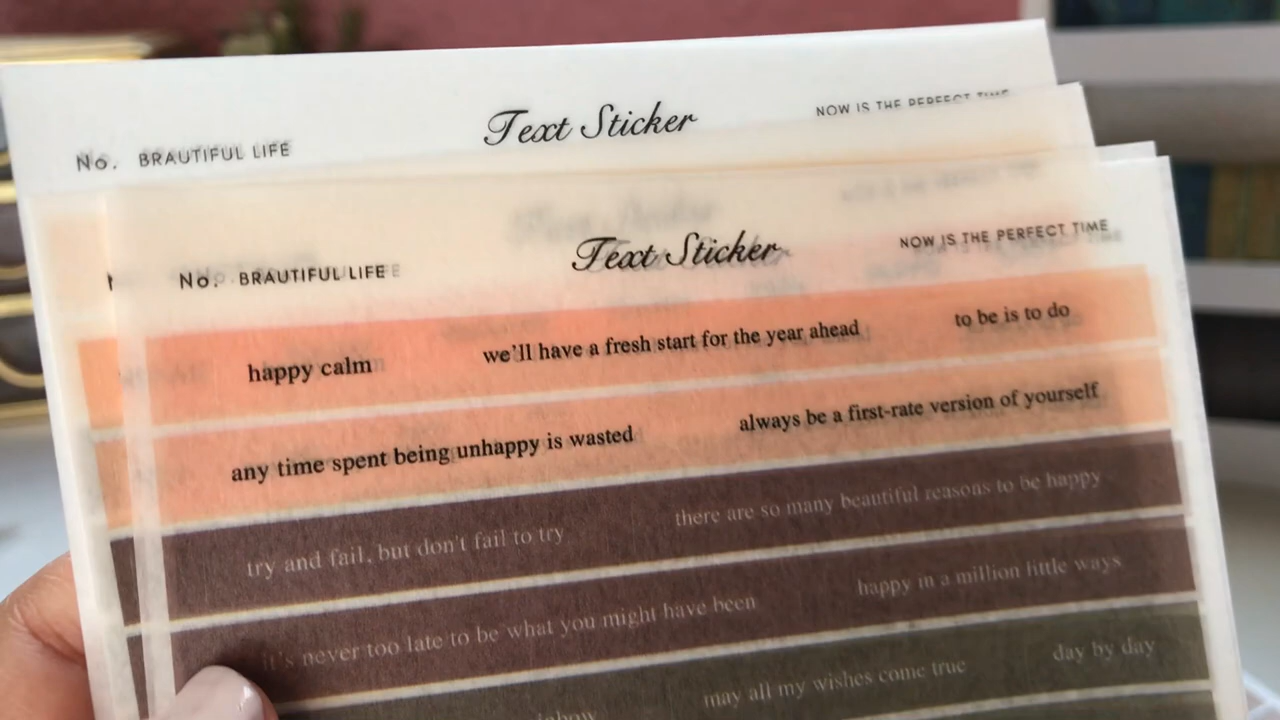 No. BRAUTIFUL LIFE Text Sticker NOW IS THE PERFECT TIME
No. BRAUTIFUL LIFE Text Sticker NOW IS THE PERFECT TIME
happy calm we'll have a fresh start for the year ahead to be is to do
any time spent being unhappy is wasted always be a first-rate version of yourself
try and fail, but don't fail to try there are so many beautiful reasons to be happy
it's never too late to be what you might have been happy in a million little ways
may all my wishes come true day by day